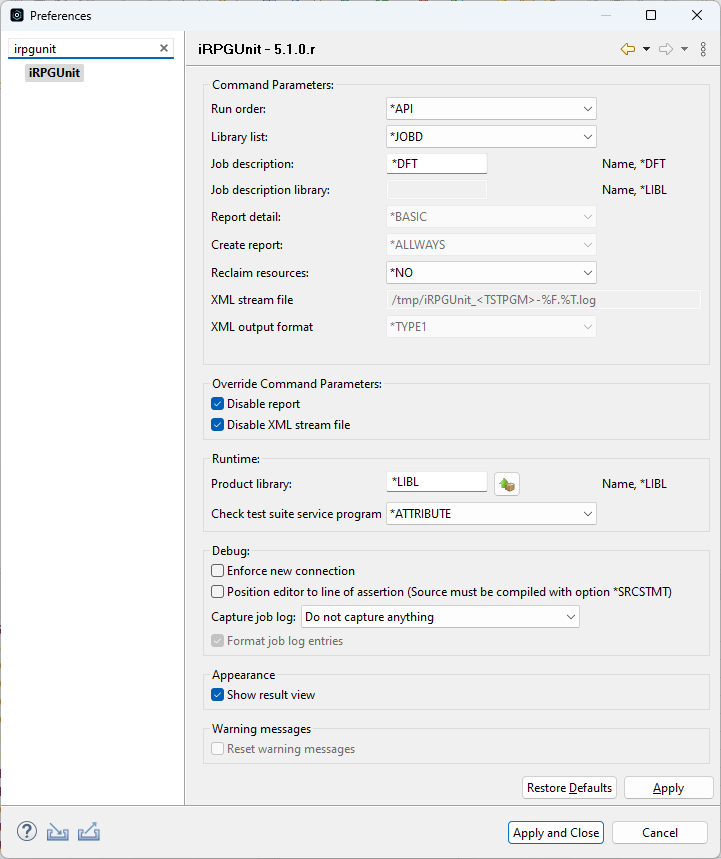 Preferences
irpgunit
iRPGUnit
iRPGUnit - 5.1.0.r
Command Parameters:
Run order: *API
Library list: *JOBD
Job description: *DFT Name, *DFT
Job description library: Name, *LIBL
Report detail: *BASIC
Create report: *ALLWAYS
Reclaim resources: *NO
XML stream file /tmp/iRPGUnit_<TSTPGM>-%F.%T.log
XML output format *TYPE1
Override Command Parameters:
Disable report
Disable XML stream file
Runtime:
Product library: *LIBL Name, *LIBL
Check test suite service program *ATTRIBUTE
Debug:
Enforce new connection
Position editor to line of assertion (Source must be compiled with option *SRCSTMT)
Capture job log: Do not capture anything
Format job log entries
Appearance
Show result view
Warning messages
Reset warning messages
Restore Defaults Apply
Apply and Close Cancel